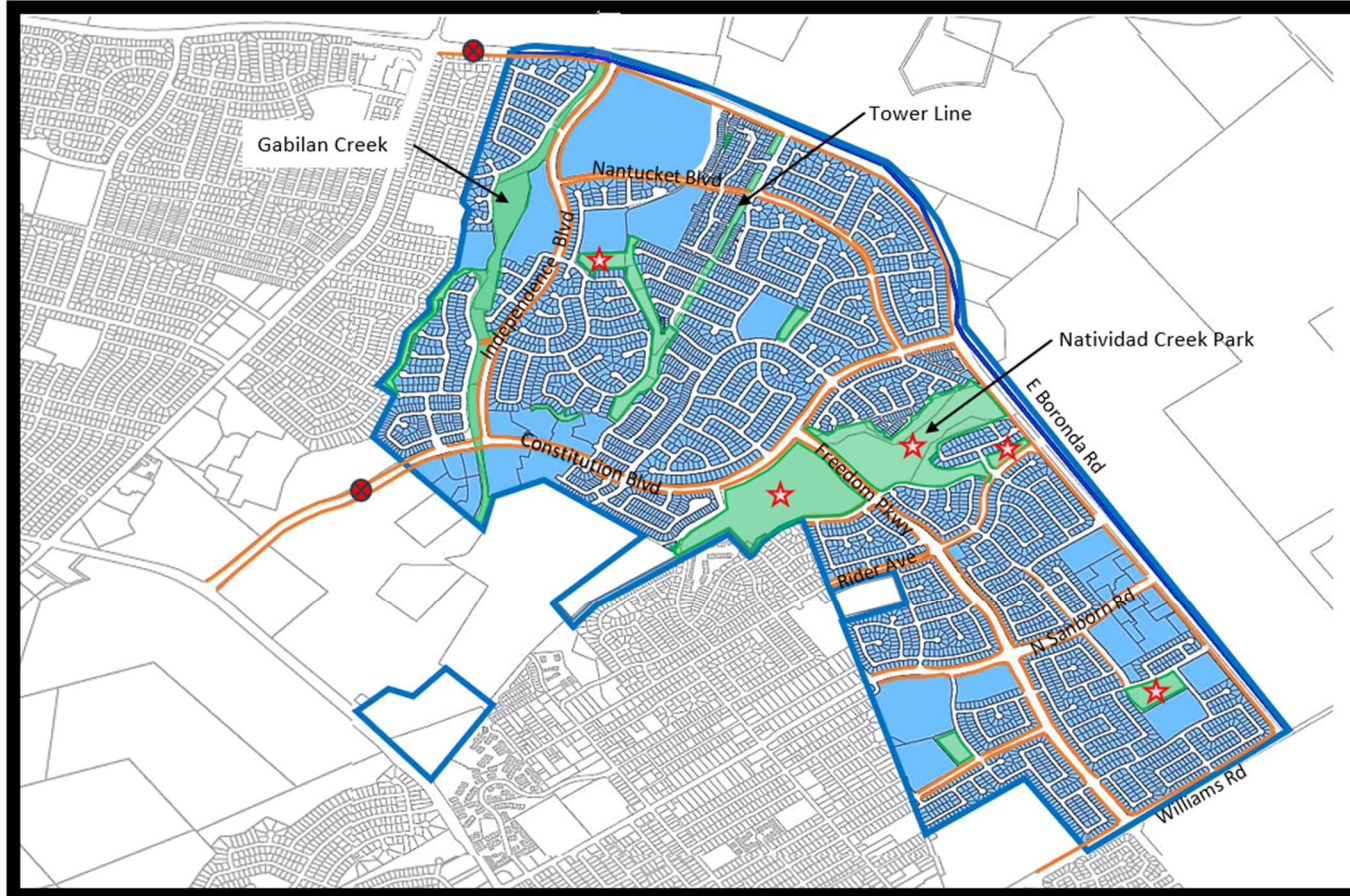 Tower Line
Gabilan Creek
Nantucket Blvd
Independence Blvd
Natividad Creek Park
E Boronda Rd
Constitution Blvd
Freedom Pkwy
Rider Ave
N Sanborn Rd
Williams Rd